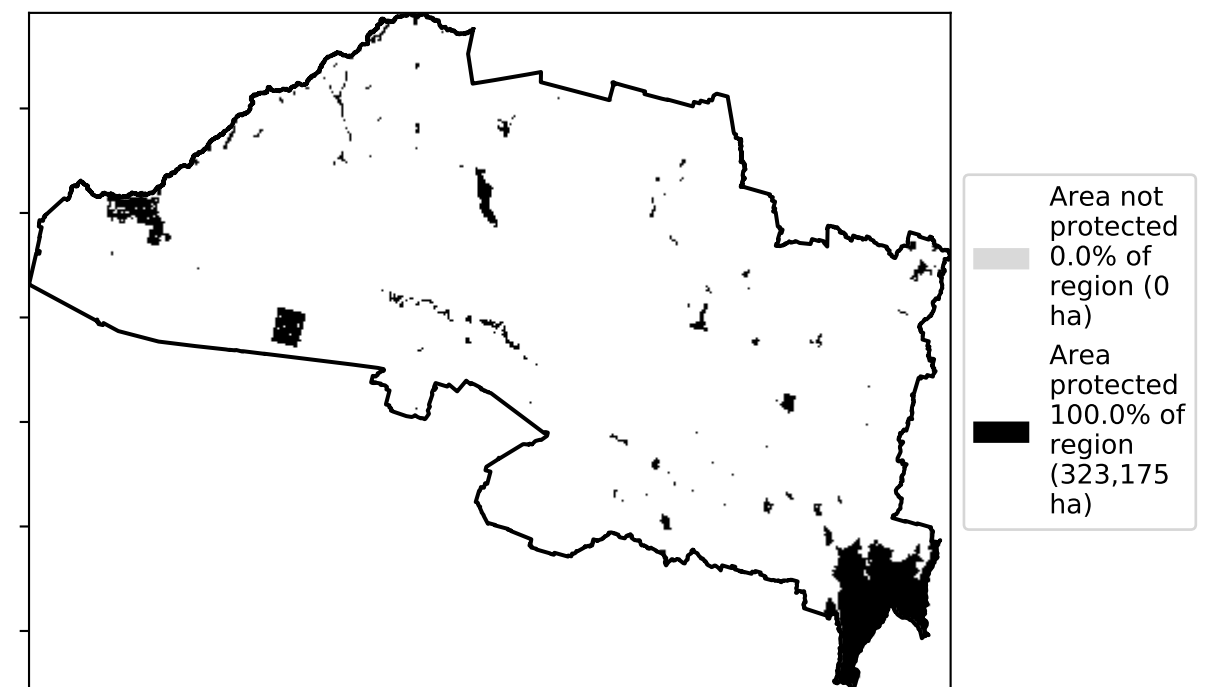 Area not
protected
0.0% of
region (0
ha)
Area
protected
100.0% of
region
(323,175
ha)